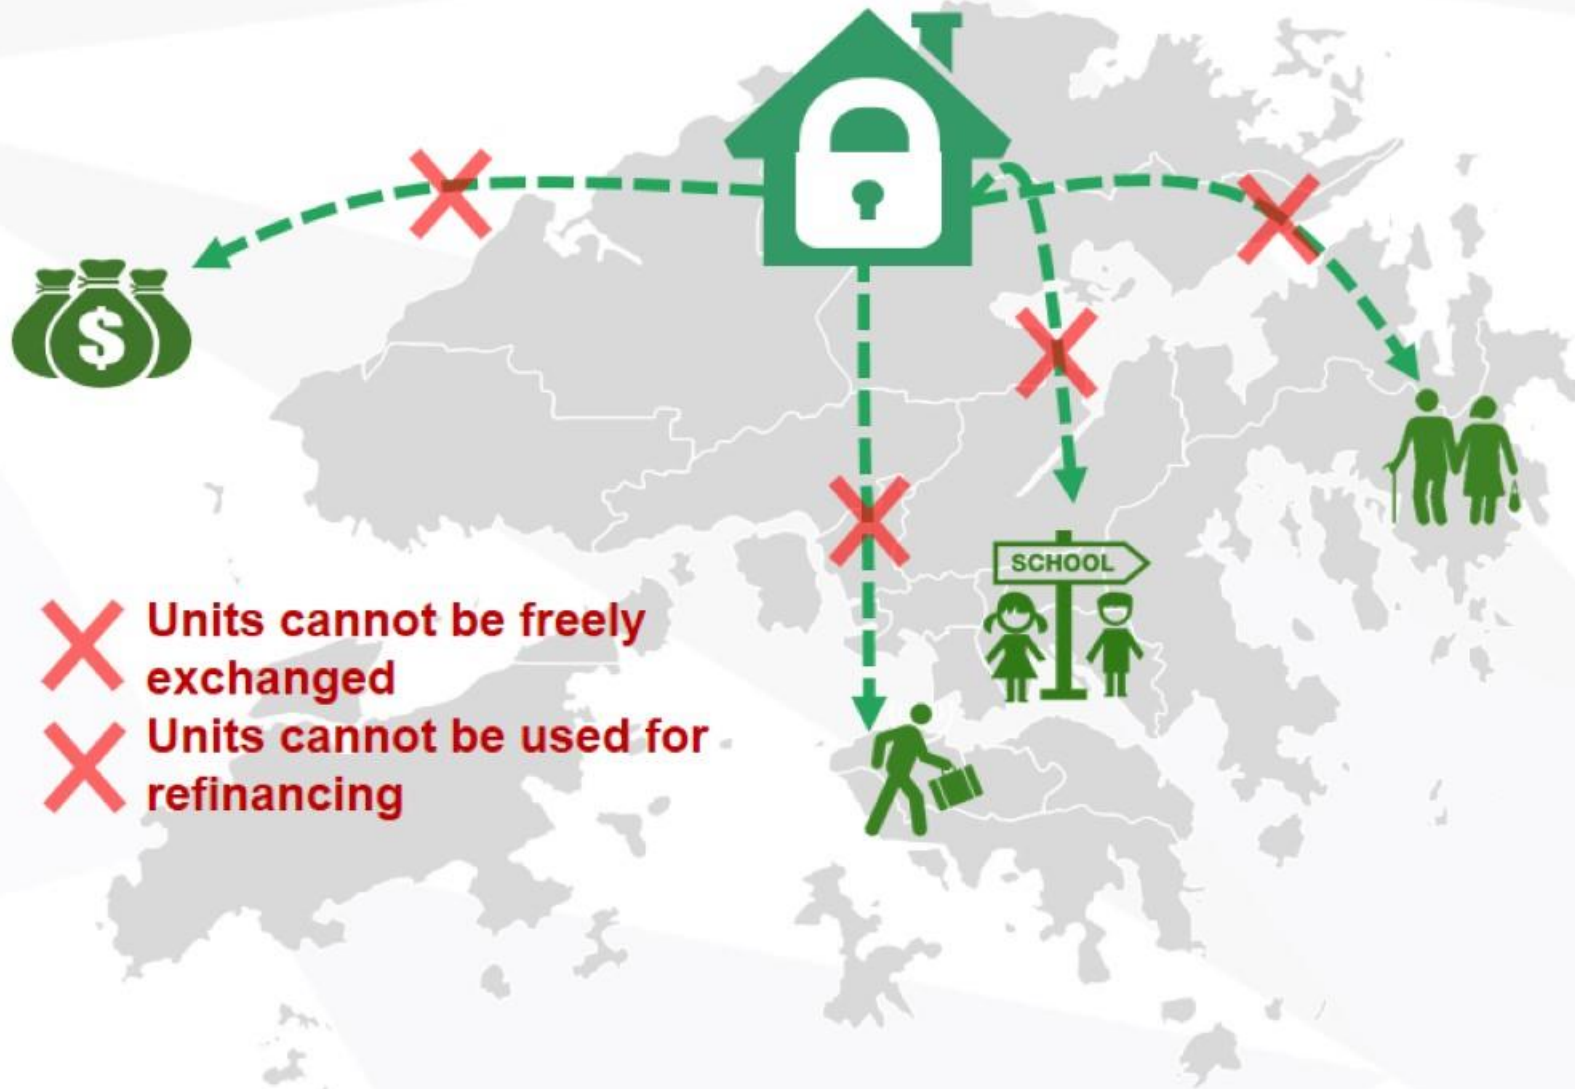 $
SCHOOL
Units cannot be freely
exchanged
Units cannot be used for
refinancing